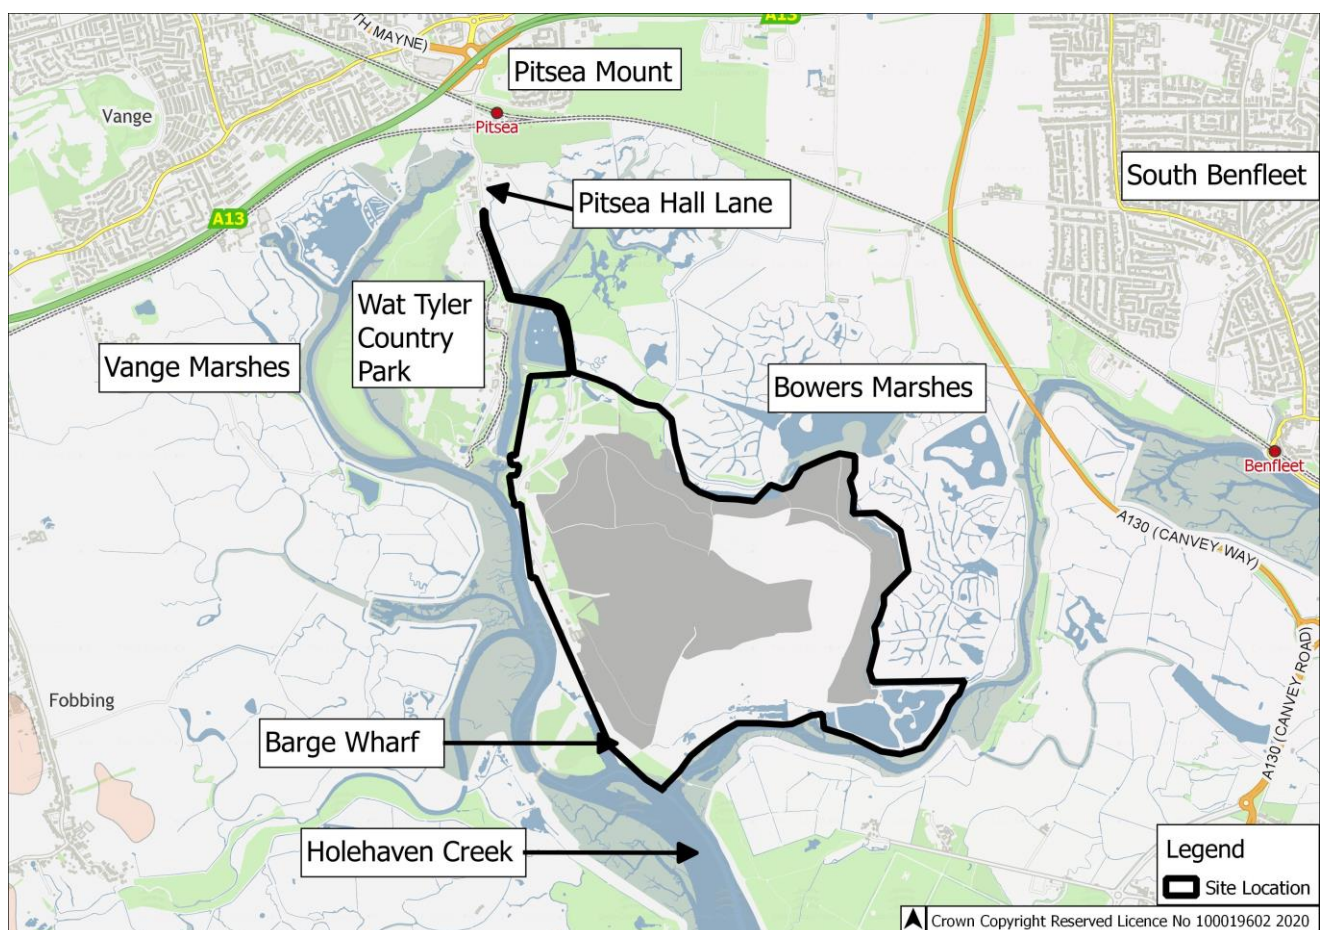 A13
TH MAYNE)
Pitsea Mount
Vange
Pitsea
South Benfleet
Pitsea Hall Lane
A13
Wat Tyler
Country
Park
Vange Marshes
Bowers Marshes
Benfleet
A130 (CANVEY WAY)
Fobbing
Barge Wharf
A130 (CANVEY ROAD)
Holehaven Creek
Legend
Site Location
Crown Copyright Reserved Licence No 100019602 2020